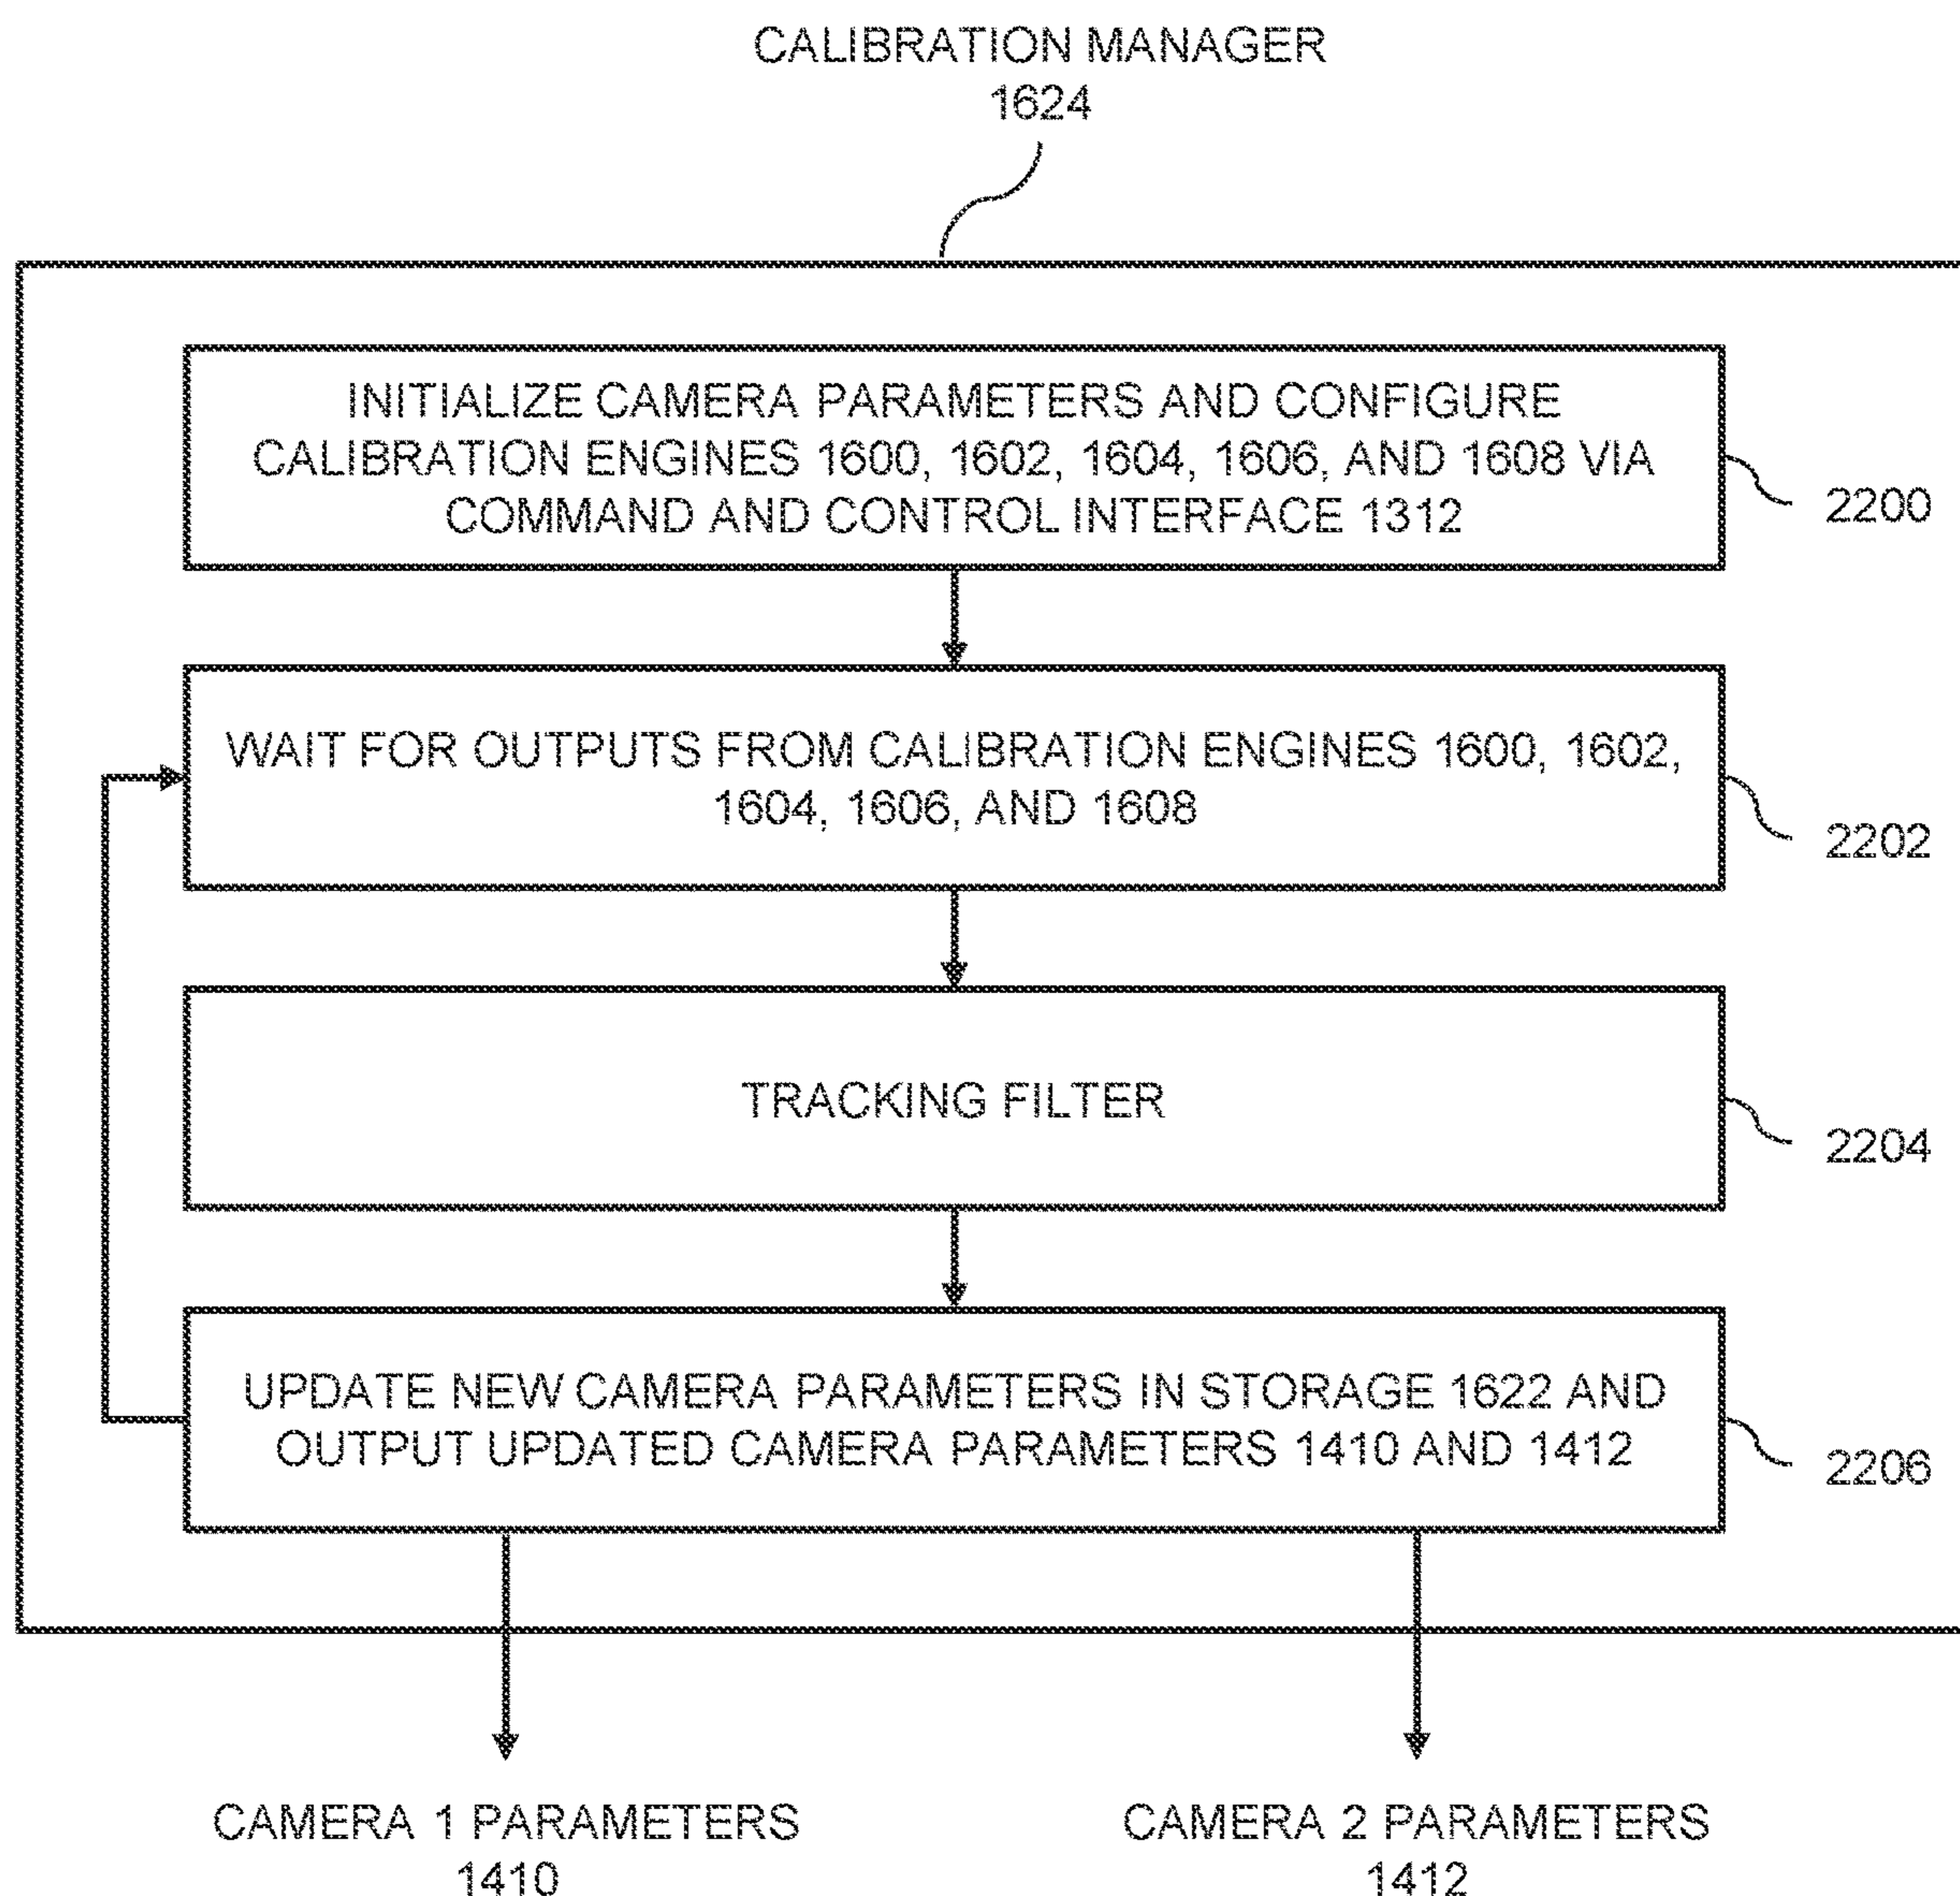 CALIBRATION MANAGER
1624
INITIALIZE CAMERA PARAMETERS AND CONFIGURE
CALIBRATION ENGINES 1600, 1602, 1604, 1606, AND 1608 VIA
COMMAND AND CONTROL INTERFACE 1312
2200
WAIT FOR OUTPUTS FROM CALIBRATION ENGINES 1600, 1602,
1604, 1606, AND 1608
2202
TRACKING FILTER
2204
UPDATE NEW CAMERA PARAMETERS IN STORAGE 1622 AND
OUTPUT UPDATED CAMERA PARAMETERS 1410 AND 1412
2206
CAMERA 1 PARAMETERS
1410
CAMERA 2 PARAMETERS
1412